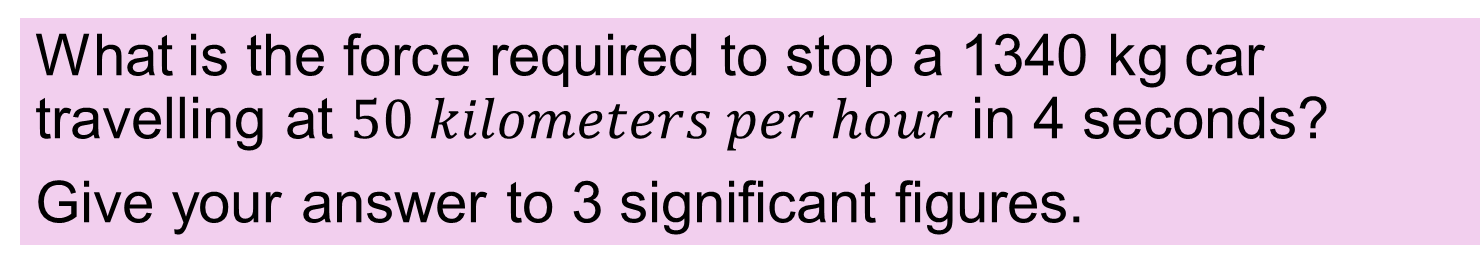 What is the force required to stop a 1340 kg car
travelling at 50 kilometers per hour in 4 seconds?
Give your answer to 3 significant figures.